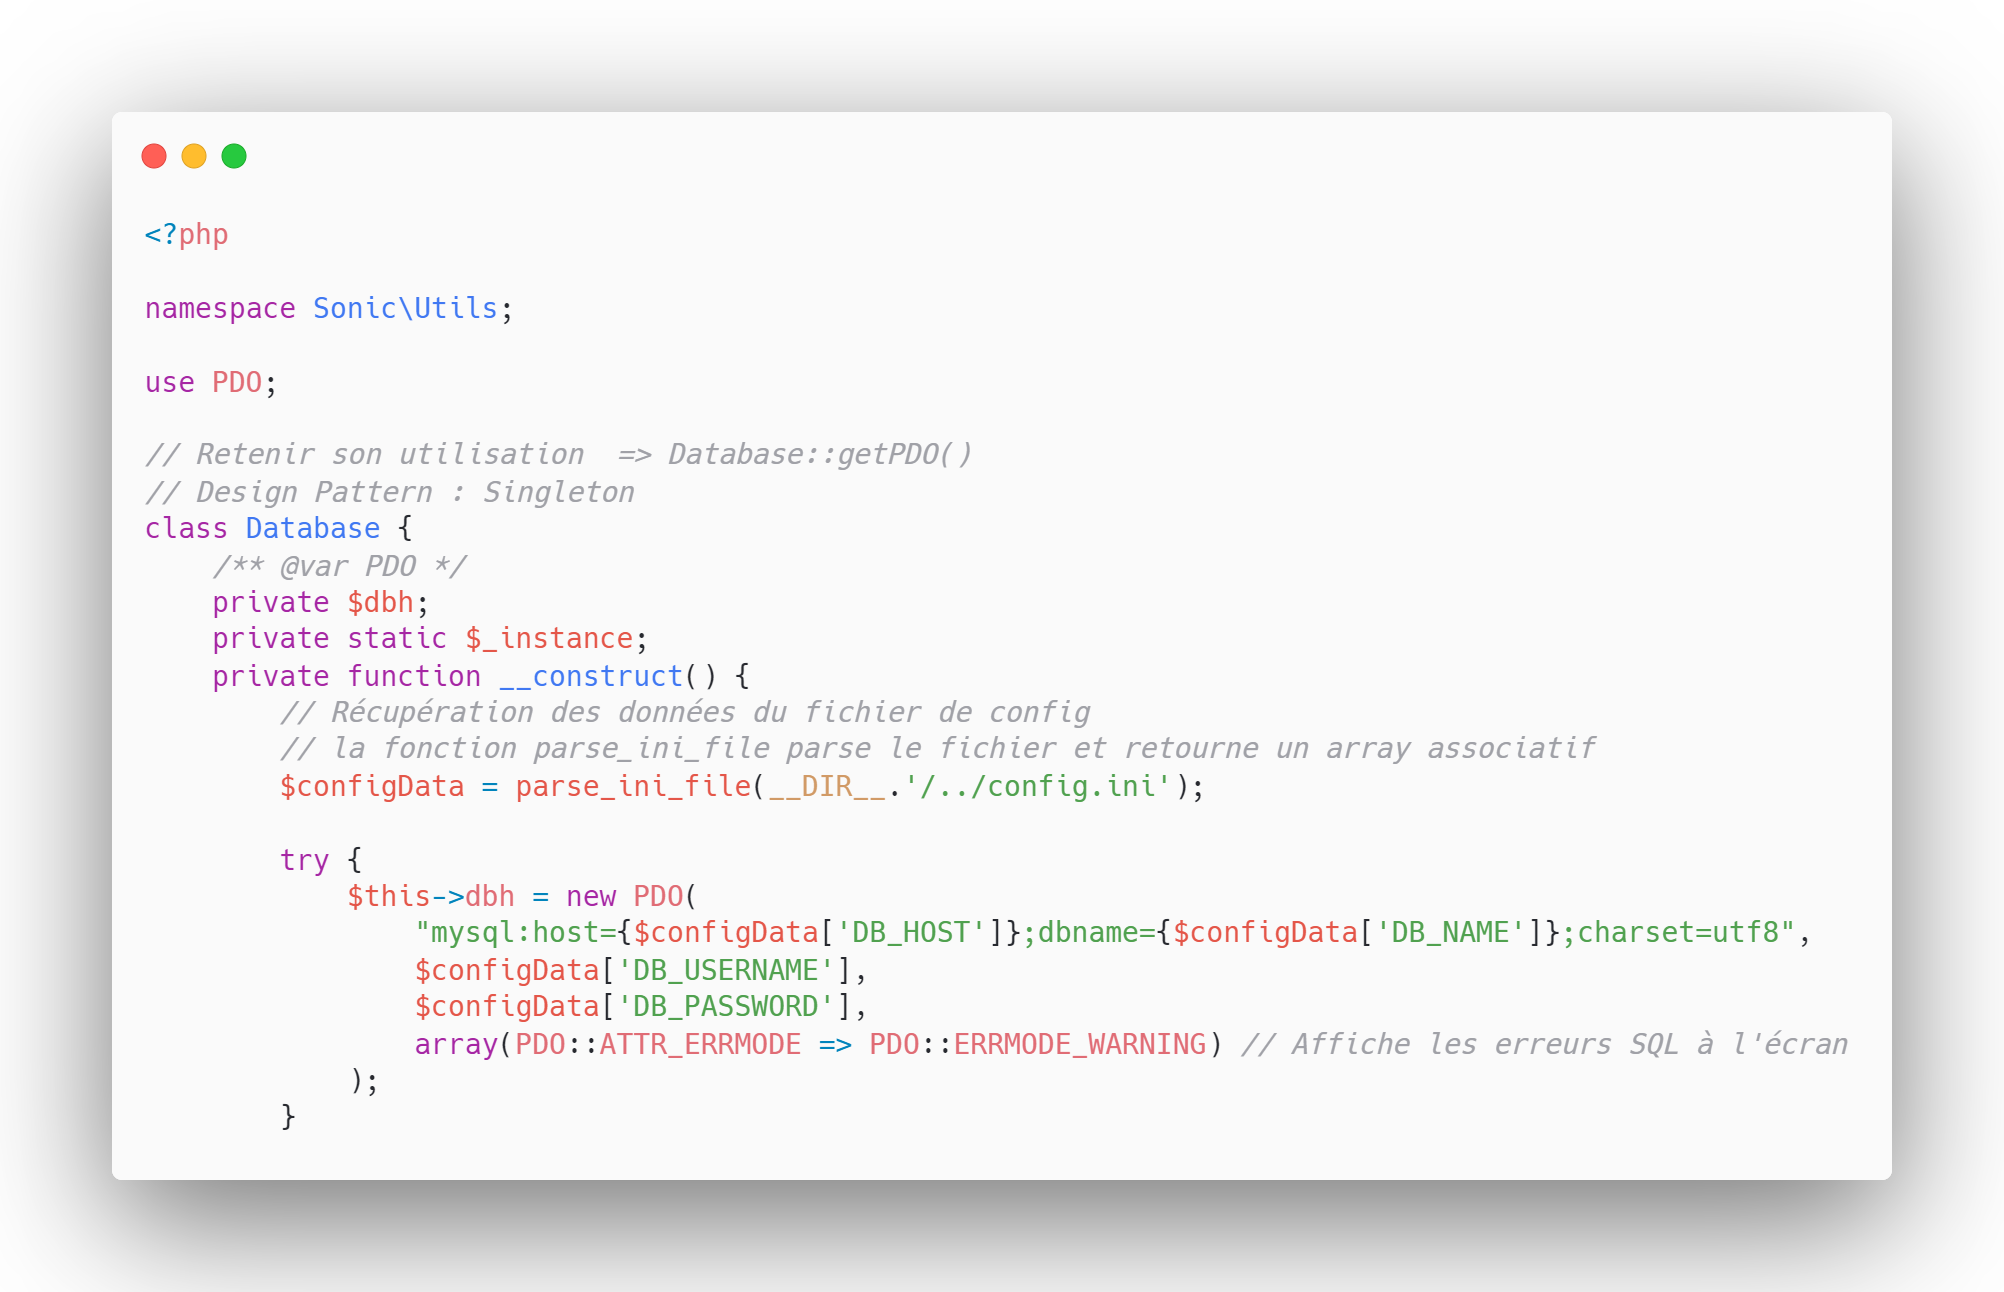 <?php

namespace Sonic\Utils;

use PDO;

// Retenir son utilisation  => Database::getPDO()
// Design Pattern : Singleton
class Database {
    /** @var PDO */
    private $dbh;
    private static $_instance;
    private function __construct() {
        // Récupération des données du fichier de config
        // la fonction parse_ini_file parse le fichier et retourne un array associatif
        $configData = parse_ini_file(__DIR__.'/../config.ini');

        try {
            $this->dbh = new PDO(
                "mysql:host={$configData['DB_HOST']};dbname={$configData['DB_NAME']};charset=utf8",
                $configData['DB_USERNAME'],
                $configData['DB_PASSWORD'],
                array(PDO::ATTR_ERRMODE => PDO::ERRMODE_WARNING) // Affiche les erreurs SQL à l'écran
            );
        }